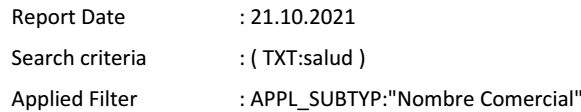 Report Date : 21.10.2021
Search criteria : ( TXT:salud )
Applied Filter : APPL_SUBTYP:"Nombre Comercial"